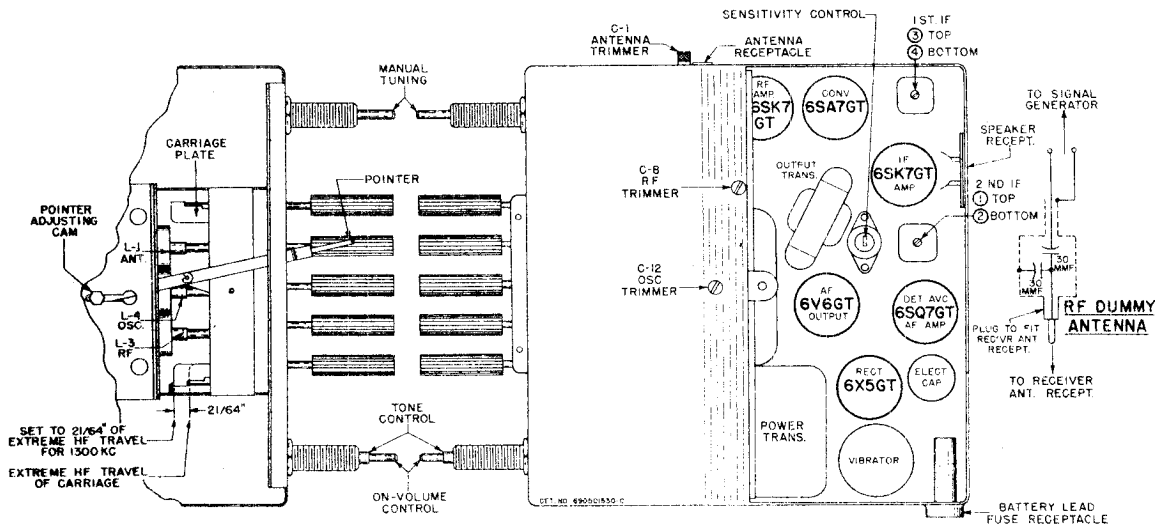 SENSITIVITY CONTROL
1 ST. IF
③ TOP
④ BOTTOM
C-1
ANTENNA
TRIMMER
ANTENNA
RECEPTACLE
MANUAL
TUNING
CARRIAGE
PLATE
POINTER
POINTER
ADJUSTING
CAM
L-1
ANT.
L-4
OSC.
L-3
RF
21/64"
SET TO 21/64" OF
EXTREME HF TRAVEL
FOR 1300 KC
EXTREME HF TRAVEL
OF CARRIAGE
TONE
CONTROL
ON-VOLUME
CONTROL
C-8
RF
TRIMMER
C-12
OSC
TRIMMER
RF
AMP
6SK7
GT
CONV
6SA7GT
OUTPUT
TRANS.
IF
6SK7GT
AMP
SPEAKER
RECEPT.
2 ND IF
① TOP
② BOTTOM
AF
6V6GT
OUTPUT
DET AVC
6SQ7GT
AF AMP
RECT
6X5GT
ELECT
CAP
POWER
TRANS.
VIBRATOR
BATTERY LEAD
FUSE RECEPTACLE
TO SIGNAL
GENERATOR
30
MMF
30
MMF
RF DUMMY
ANTENNA
PLUG TO FIT
REC'VR ANT
RECEPT.
TO RECEIVER
ANT. RECEPT.